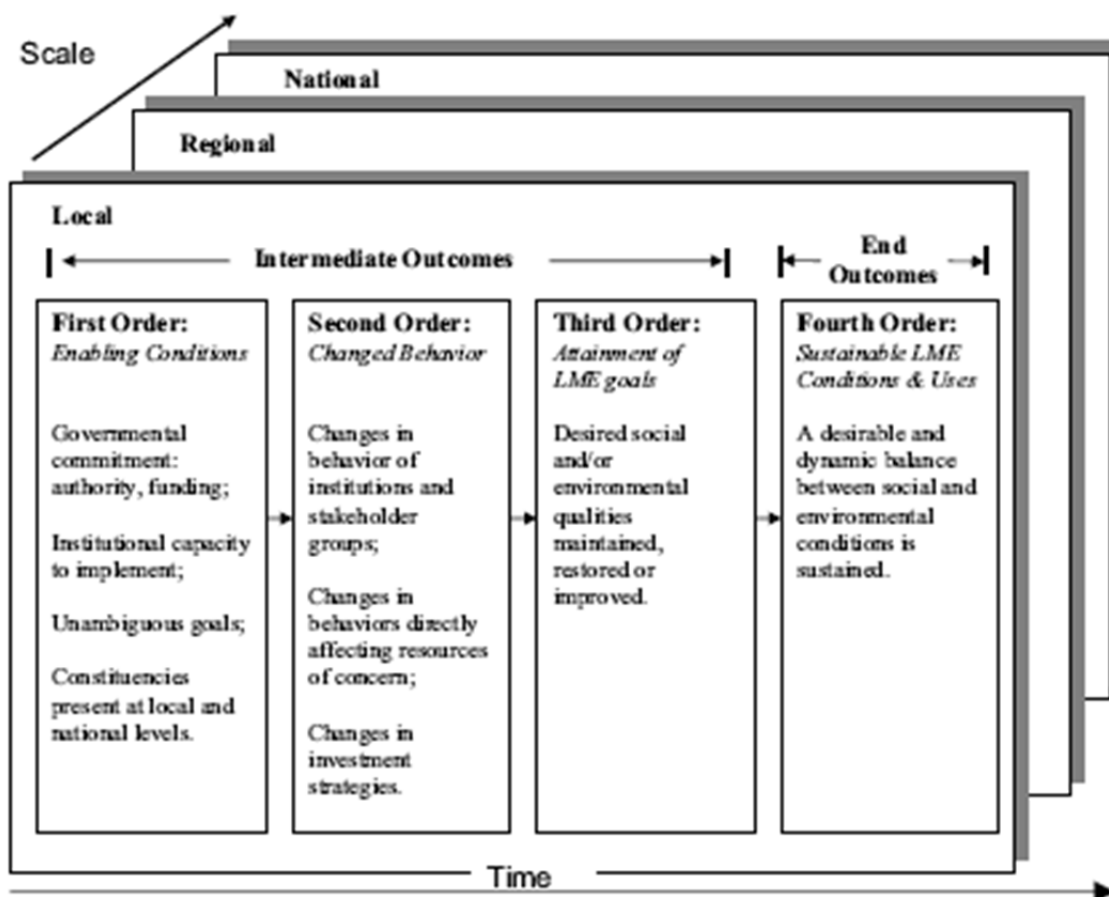 Scale
National
Regional
Local
Intermediate Outcomes
End
Outcomes
First Order:
Enabling Conditions
Governmental
commitment:
authority, funding;
Institutional capacity
to implement;
Unambiguous goals;
Constituencies
present at local and
national levels.
Second Order:
Changed Behavior
Changes in
behavior of
institutions and
stakeholder
groups;
Changes in
behaviors directly
affecting resources
of concern;
Changes in
investment
strategies.
Third Order:
Attainment of
LME goals
Desired social
and/or
environmental
qualities
maintained,
restored or
improved.
Fourth Order:
Sustainable LME
Conditions & Uses
A desirable and
dynamic balance
between social and
environmental
conditions is
sustained.
Time